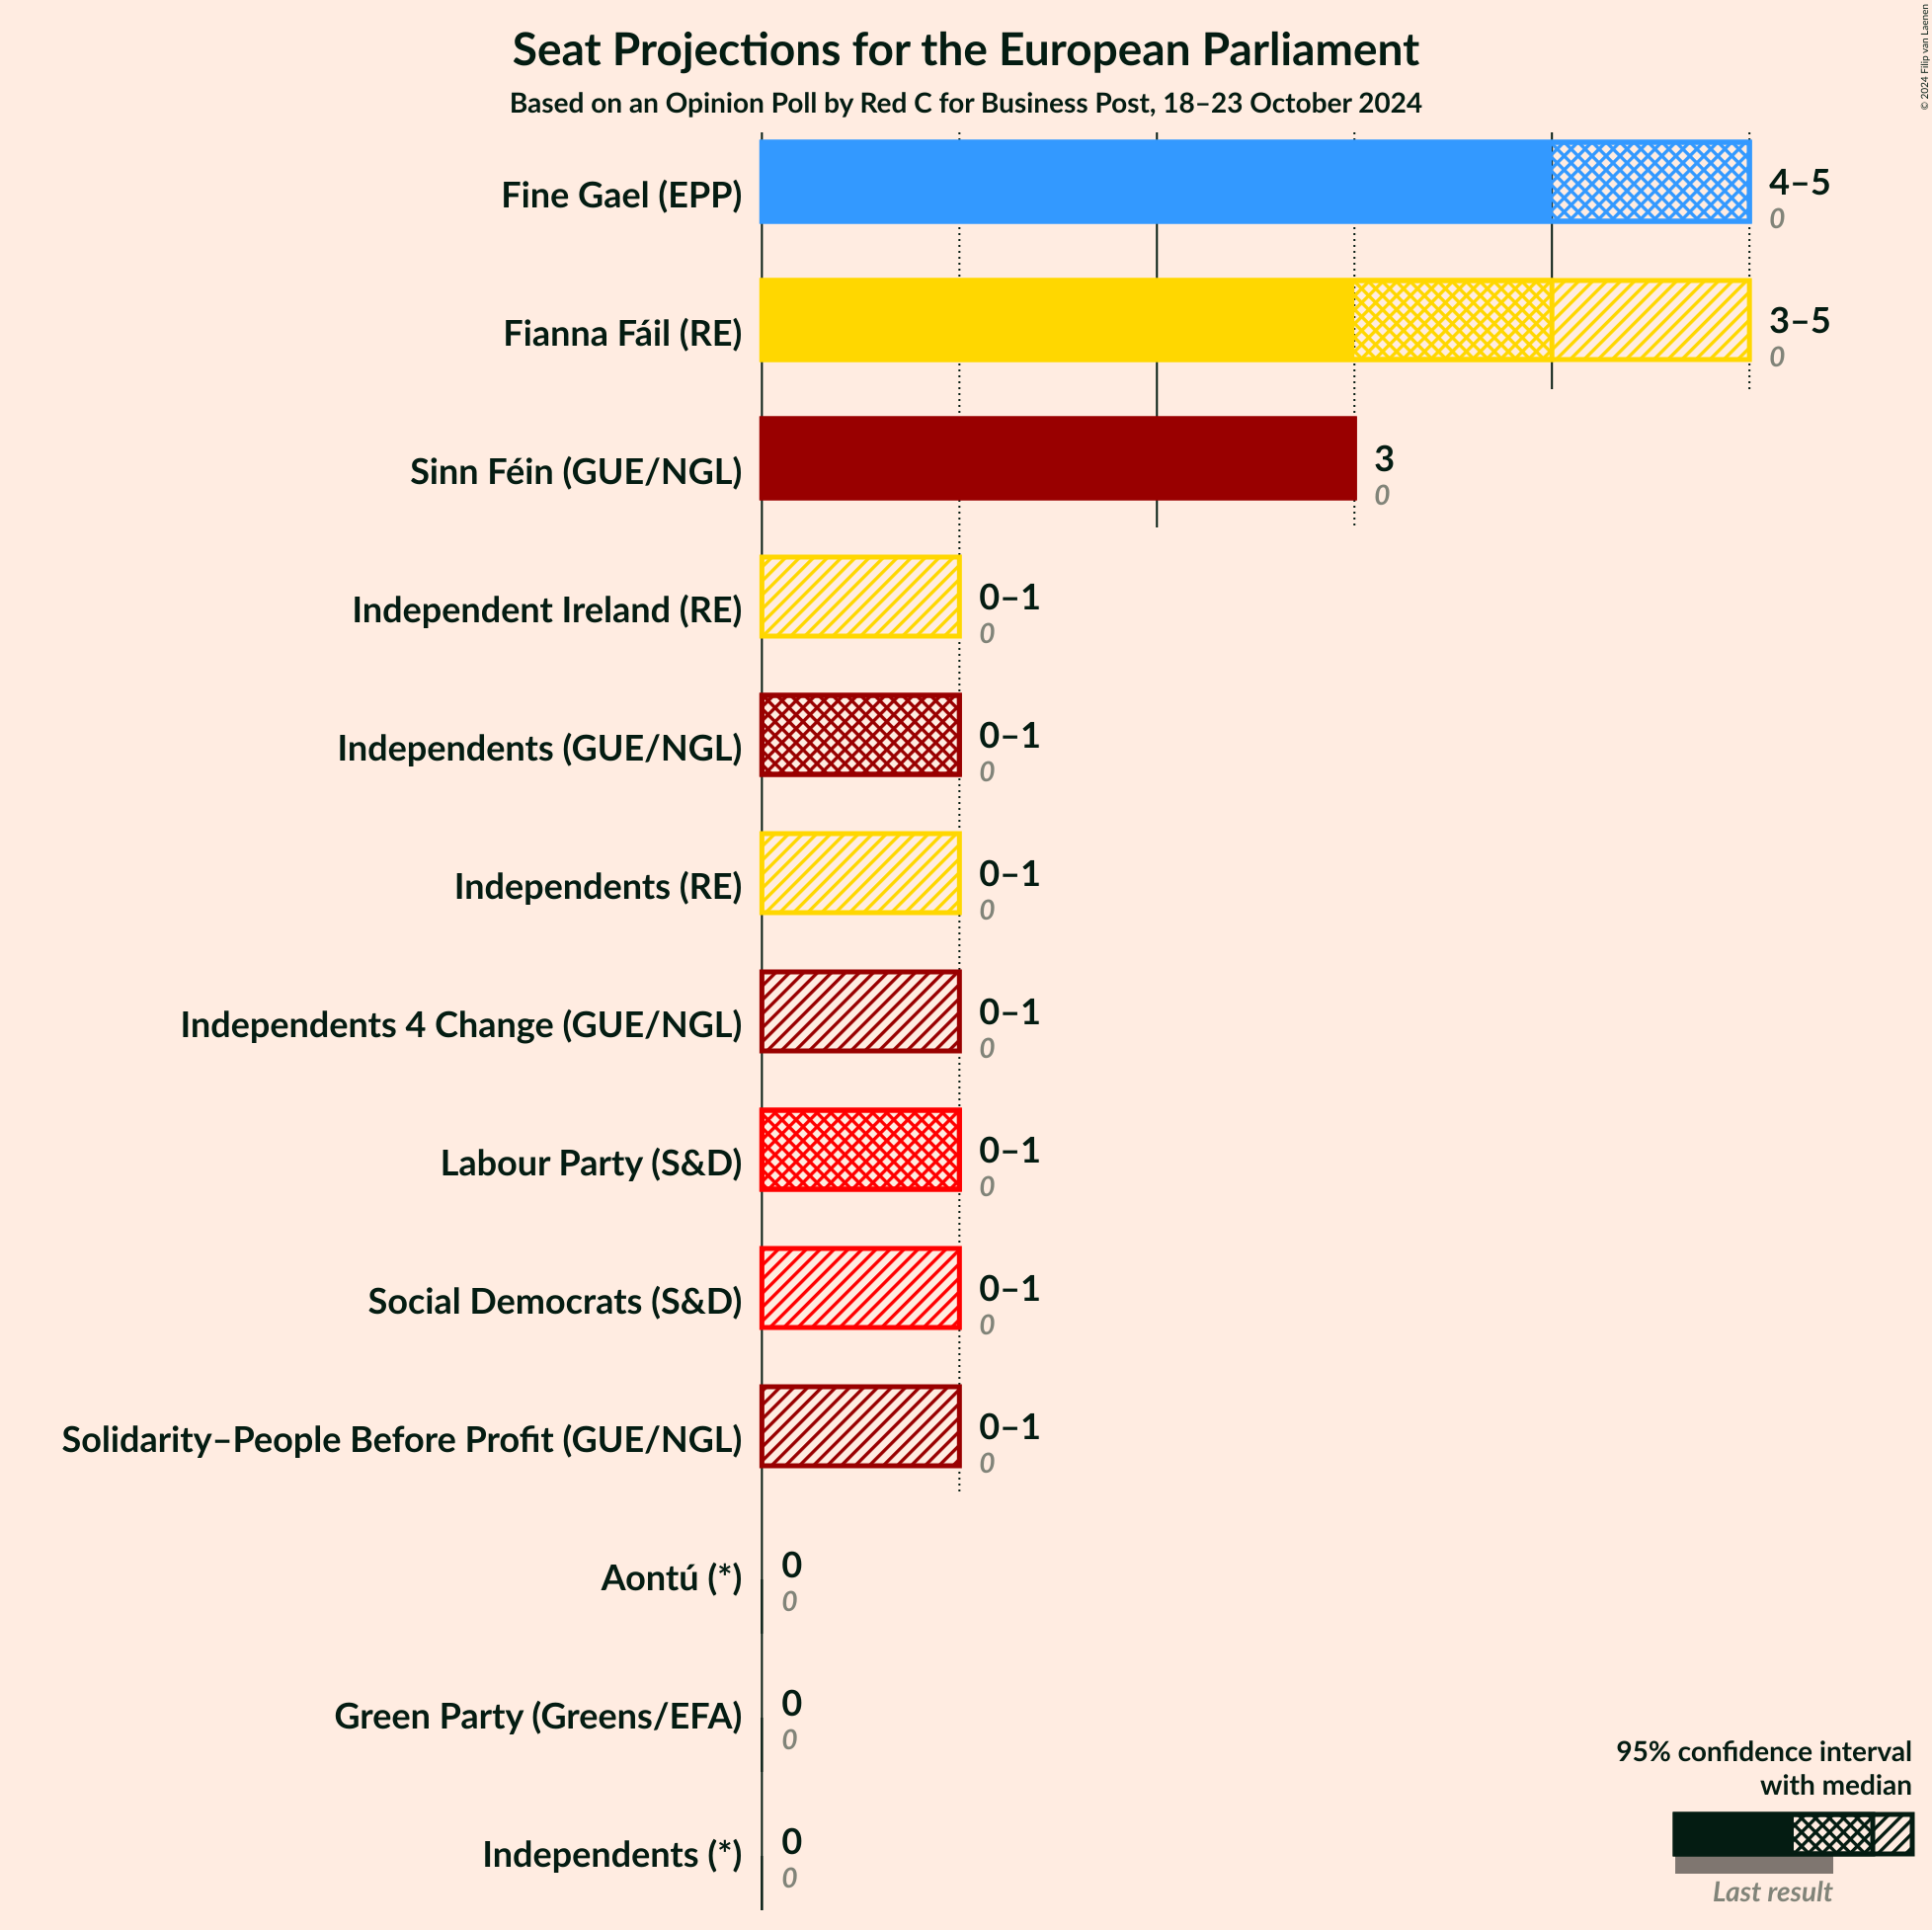 Seat Projections for the European Parliament
Based on an Opinion Poll by Red C for Business Post, 18–23 October 2024
© 2024 Filip van Laenen
Fine Gael (EPP)
4–5
0
Fianna Fáil (RE)
3–5
0
Sinn Féin (GUE/NGL)
3
0
Independent Ireland (RE)
0–1
0
Independents (GUE/NGL)
0–1
0
Independents (RE)
0–1
0
Independents 4 Change (GUE/NGL)
0–1
0
Labour Party (S&D)
0–1
0
Social Democrats (S&D)
0–1
0
Solidarity–People Before Profit (GUE/NGL)
0–1
0
Aontú (*)
0
0
Green Party (Greens/EFA)
0
0
Independents (*)
0
0
95% confidence interval
with median
Last result